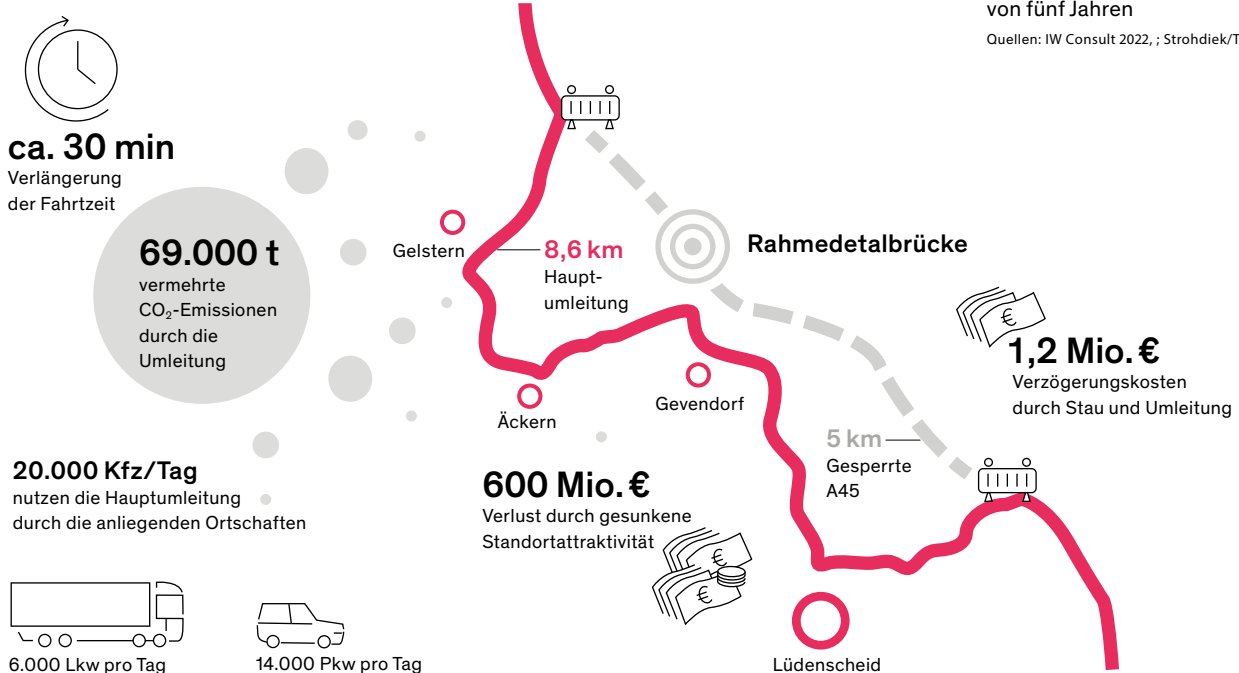 von fünf Jahren
Quellen: IW Consult 2022, ; Strohdiek/T
ca. 30 min
Verlängerung
der Fahrtzeit
69.000 t
vermehrte
CO₂-Emissionen
durch die
Umleitung
Gelstern
8,6 km
Haupt-
umleitung
Rahmedetalbrücke
1,2 Mio. €
Verzögerungskosten
durch Stau und Umleitung
Äckern
Gevendorf
5 km
Gesperrte
A45
20.000 Kfz/Tag
nutzen die Hauptumleitung
durch die anliegenden Ortschaften
600 Mio. €
Verlust durch gesunkene
Standortattraktivität
6.000 Lkw pro Tag
14.000 Pkw pro Tag
Lüdenscheid
€
€
€